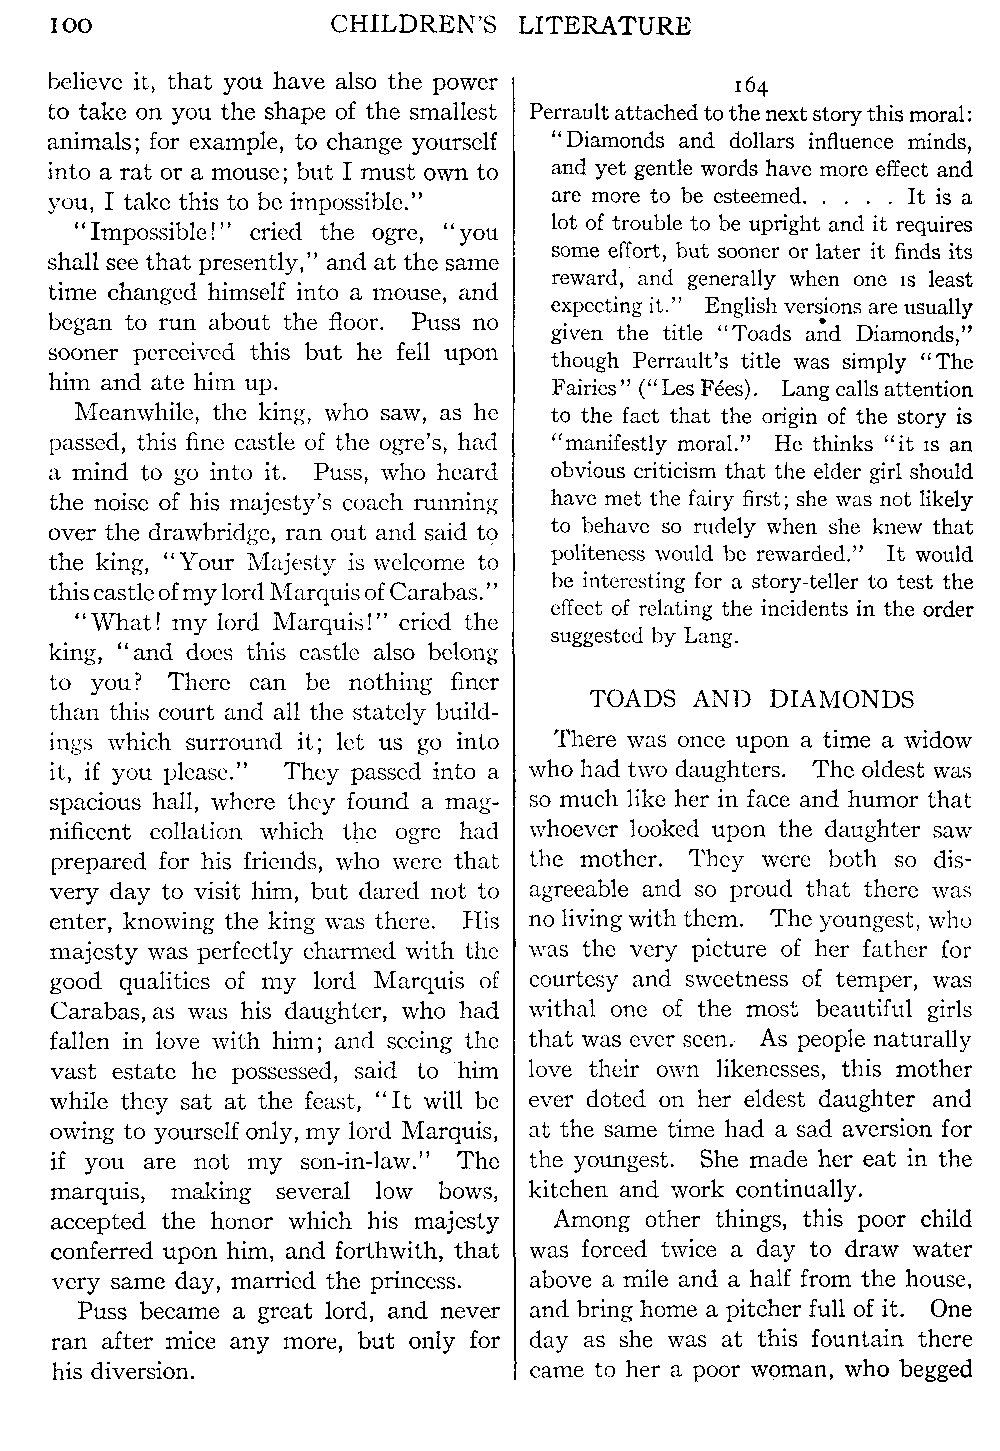 100 CHILDREN'S LITERATURE
believe it, that you have also the power
to take on you the shape of the smallest
animals; for example, to change yourself
into a rat or a mouse; but I must own to
you, I take this to be impossible."
"Impossible!" cried the ogre, "you
shall see that presently," and at the same
time changed himself into a mouse, and
began to run about the floor. Puss no
sooner perceived this but he fell upon
him and ate him up.
Meanwhile, the king, who saw, as he
passed, this fine castle of the ogre's, had
a mind to go into it. Puss, who heard
the noise of his majesty's coach running
over the drawbridge, ran out and said to
the king, "Your Majesty is welcome to
this castle of my lord Marquis of Carabas."
"What! my lord Marquis!" cried the
king, "and does this castle also belong
to you? There can be nothing finer
than this court and all the stately build-
ings which surround it; let us go into
it, if you please." They passed into a
spacious hall, where they found a mag-
nificent collation which the ogre had
prepared for his friends, who were that
very day to visit him, but dared not to
enter, knowing the king was there. His
majesty was perfectly charmed with the
good qualities of my lord Marquis of
Carabas, as was his daughter, who had
fallen in love with him; and seeing the
vast estate he possessed, said to him
while they sat at the feast, "It will be
owing to yourself only, my lord Marquis,
if you are not my son-in-law." The
marquis, making several low bows,
accepted the honor which his majesty
conferred upon him, and forthwith, that
very same day, married the princess.
Puss became a great lord, and never
ran after mice any more, but only for
his diversion.
164
Perrault attached to the next story this moral:
"Diamonds and dollars influence minds,
and yet gentle words have more effect and
are more to be esteemed. . . . . . It is a
lot of trouble to be upright and it requires
some effort, but sooner or later it finds its
reward, and generally when one is least
expecting it." English versions are usually
given the title "Toads and Diamonds,"
though Perrault's title was simply "The
Fairies" ("Les Fées). Lang calls attention
to the fact that the origin of the story is
"manifestly moral." He thinks "it is an
obvious criticism that the elder girl should
have met the fairy first; she was not likely
to behave so rudely when she knew that
politeness would be rewarded." It would
be interesting for a story-teller to test the
effect of relating the incidents in the order
suggested by Lang.
TOADS AND DIAMONDS
There was once upon a time a widow
who had two daughters. The oldest was
so much like her in face and humor that
whoever looked upon the daughter saw
the mother. They were both so dis-
agreeable and so proud that there was
no living with them. The youngest, who
was the very picture of her father for
courtesy and sweetness of temper, was
withal one of the most beautiful girls
that was ever seen. As people naturally
love their own likenesses, this mother
ever doted on her eldest daughter and
at the same time had a sad aversion for
the youngest. She made her eat in the
kitchen and work continually.
Among other things, this poor child
was forced twice a day to draw water
above a mile and a half from the house,
and bring home a pitcher full of it. One
day as she was at this fountain there
came to her a poor woman, who begged